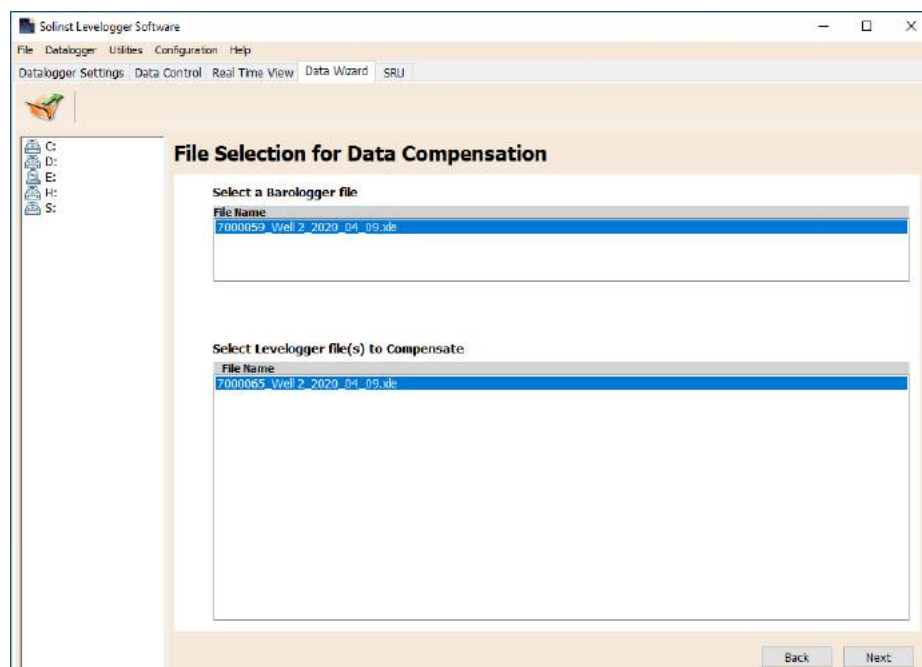 Solinst Levelogger Software
File Datalogger Utilities Configuration Help
Datalogger Settings Data Control Real Time View Data Wizard SRU
C:
D:
E:
H:
S:
File Selection for Data Compensation
Select a Barologger file
File Name
7000059_Well 2_2020_04_09.xle
Select Levelogger file(s) to Compensate
File Name
7000065_Well 2_2020_04_09.xle
Back Next